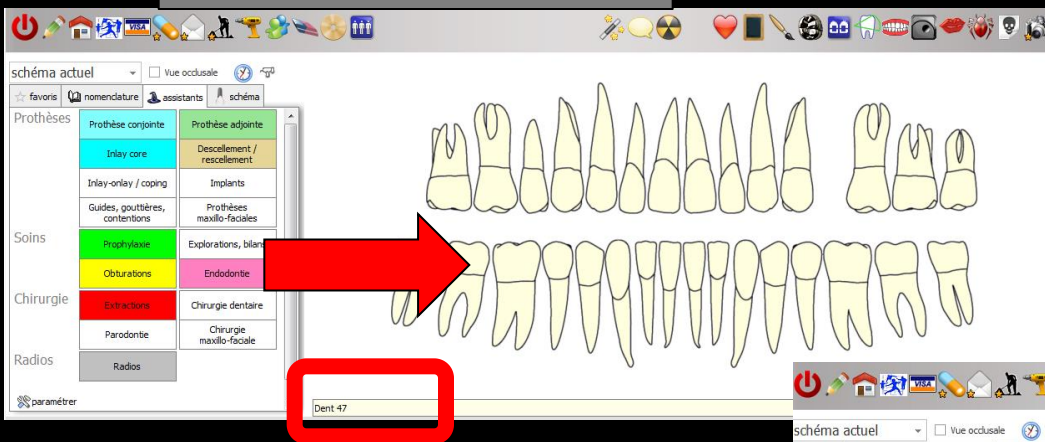 VISA
schéma actuel
Vue occlusale
favoris
nomenclature
assistants
schéma
Prothèses
Prothèse conjointe
Prothèse adjointe
Inlay core
Descellement /
rescellement
Inlay-onlay / coping
Implants
Guides, gouttières,
contentions
Prothèses
maxillo-faciales
Soins
Prophylaxie
Explorations, bilans
Obturations
Endodontie
Chirurgie
Extractions
Chirurgie dentaire
Parodontie
Chirurgie
maxillo-faciale
Radios
Radios
paramétrer
Dent 47
VISA
schéma actuel
Vue occlusale